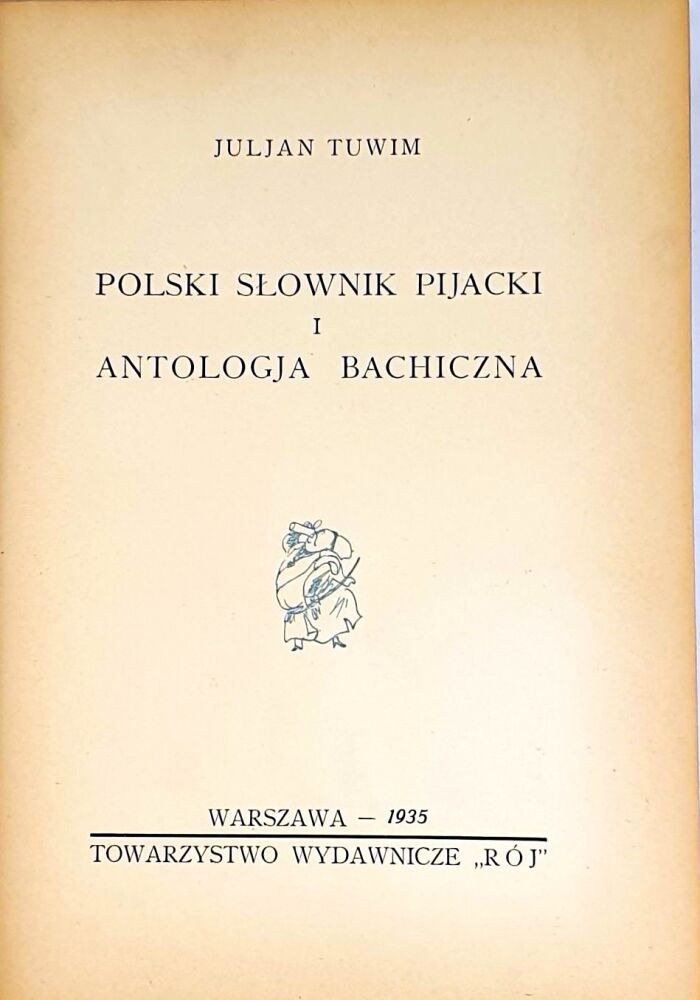 JULJAN TUWIM
POLSKI SŁOWNIK PIJACKI
I
ANTOLOGJA BACHICZNA
WARSZAWA — 1935
TOWARZYSTWO WYDAWNICZE „RÓJ”